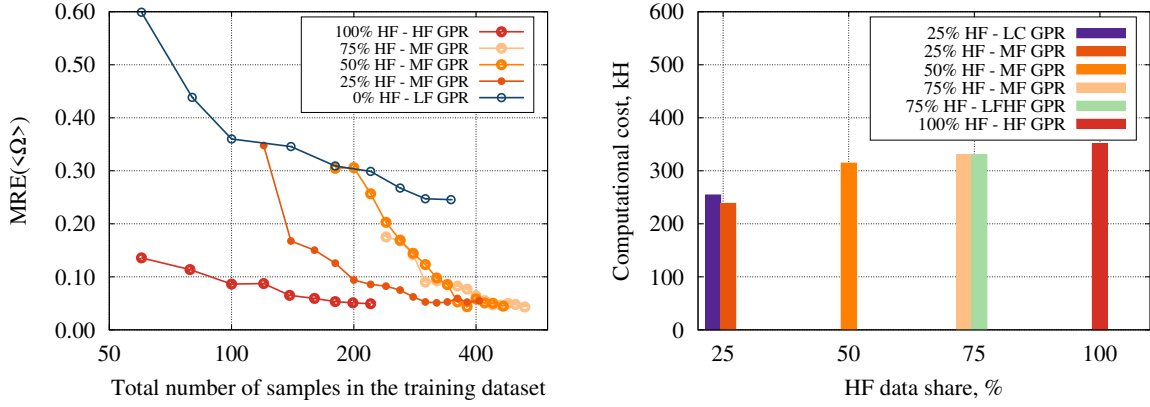 0.60
0.50
0.40
0.30
0.20
0.10
0.00
MRE(<Ω>)
50 100 200 400
Total number of samples in the training dataset
100% HF - HF GPR
75% HF - MF GPR
50% HF - MF GPR
25% HF - MF GPR
0% HF - LF GPR
600
500
400
300
200
100
0
Computational cost, kH
25 50 75 100
HF data share, %
25% HF - LC GPR
25% HF - MF GPR
50% HF - MF GPR
75% HF - MF GPR
75% HF - LFHF GPR
100% HF - HF GPR